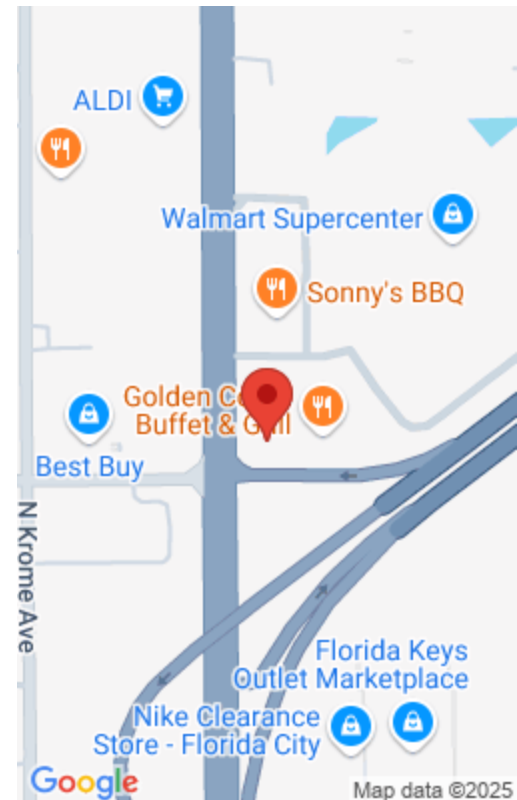 ALDI
Walmart Supercenter
Sonny's BBQ
Golden
Buffet &
Best Buy
N Krome Ave
Florida Keys
Outlet Marketplace
Nike Clearance
Store - Florida City
Google
Map data ©2025